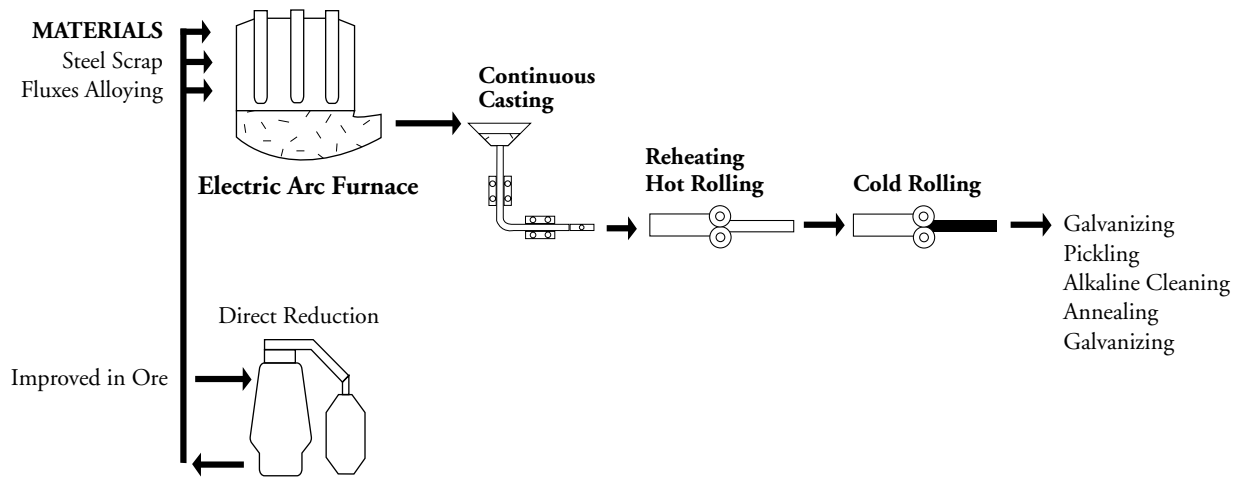 MATERIALS
Steel Scrap
Fluxes Alloying
Electric Arc Furnace
Continuous
Casting
Reheating
Hot Rolling
Cold Rolling
Galvanizing
Pickling
Alkaline Cleaning
Annealing
Galvanizing
Direct Reduction
Improved in Ore